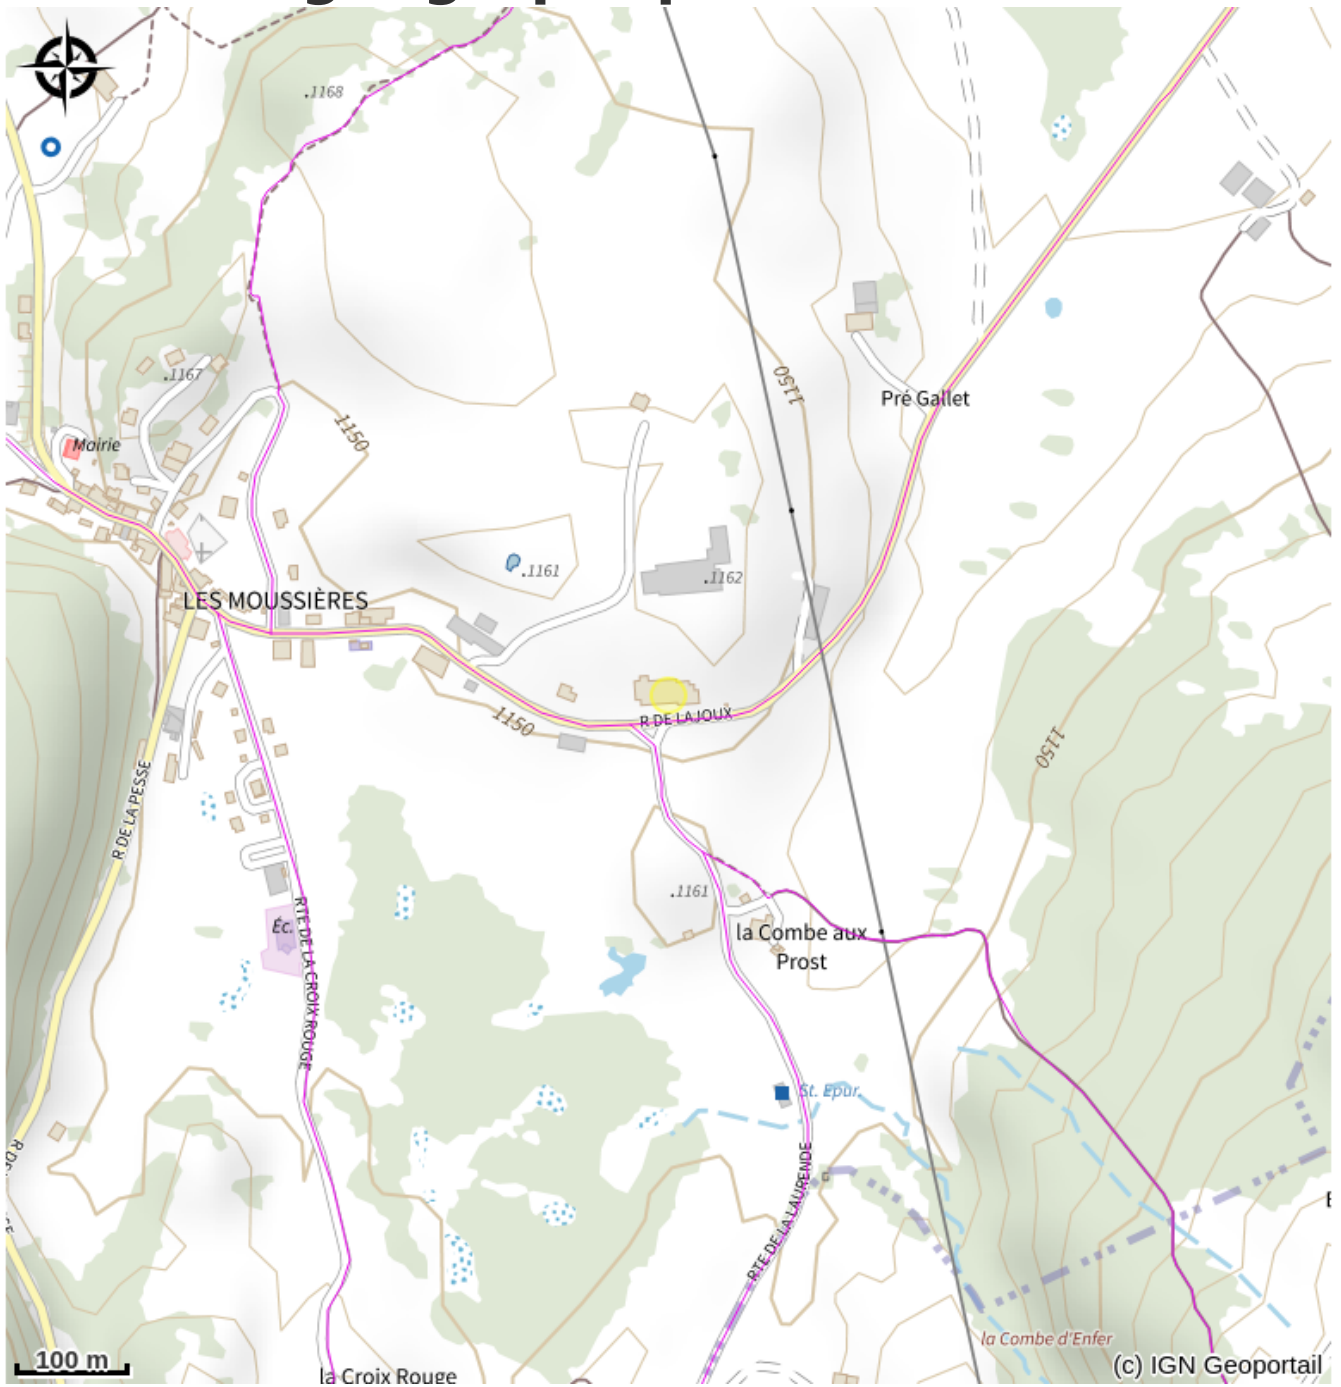 .1168
.1167
Mairie
1150
1150
Pré Gallet
.1161
.1162
LES MOUSSIÈRES
1150
R DE LA JOUX
1150
R DE LA PESSE
.1161
Éc.
RTE DE LA CROIX ROUGE
la Combe aux
Prost
St. Epur.
RTE DE LA LAURENDE
la Combe d'Enfer
100 m
la Croix Rouge
(c) IGN Geoportail